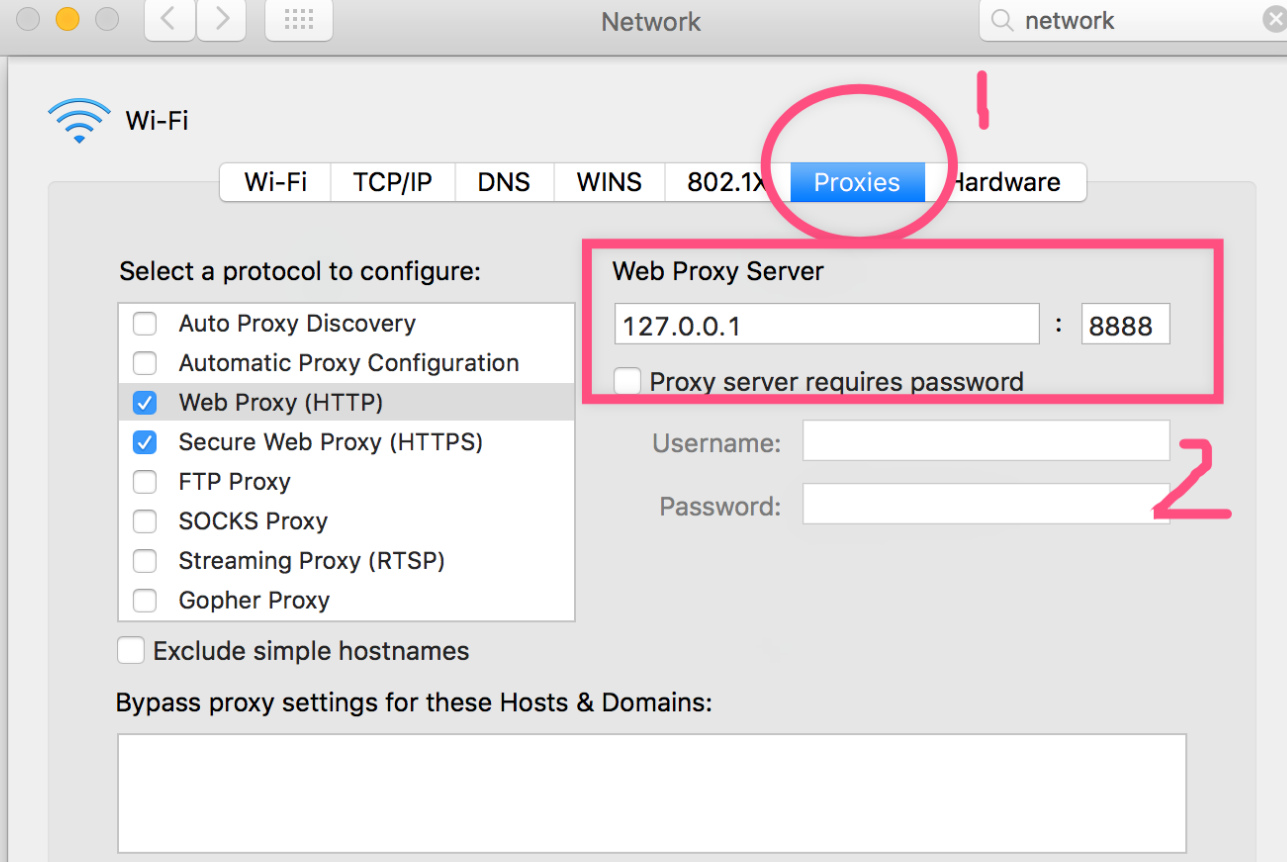 Network
network
Wi-Fi
1
Wi-Fi TCP/IP DNS WINS 802.1X Proxies Hardware
Select a protocol to configure:
Auto Proxy Discovery
Automatic Proxy Configuration
Web Proxy (HTTP)
Secure Web Proxy (HTTPS)
FTP Proxy
SOCKS Proxy
Streaming Proxy (RTSP)
Gopher Proxy
Web Proxy Server
127.0.0.1 : 8888
Proxy server requires password
Username:
Password:
2
Exclude simple hostnames
Bypass proxy settings for these Hosts & Domains: